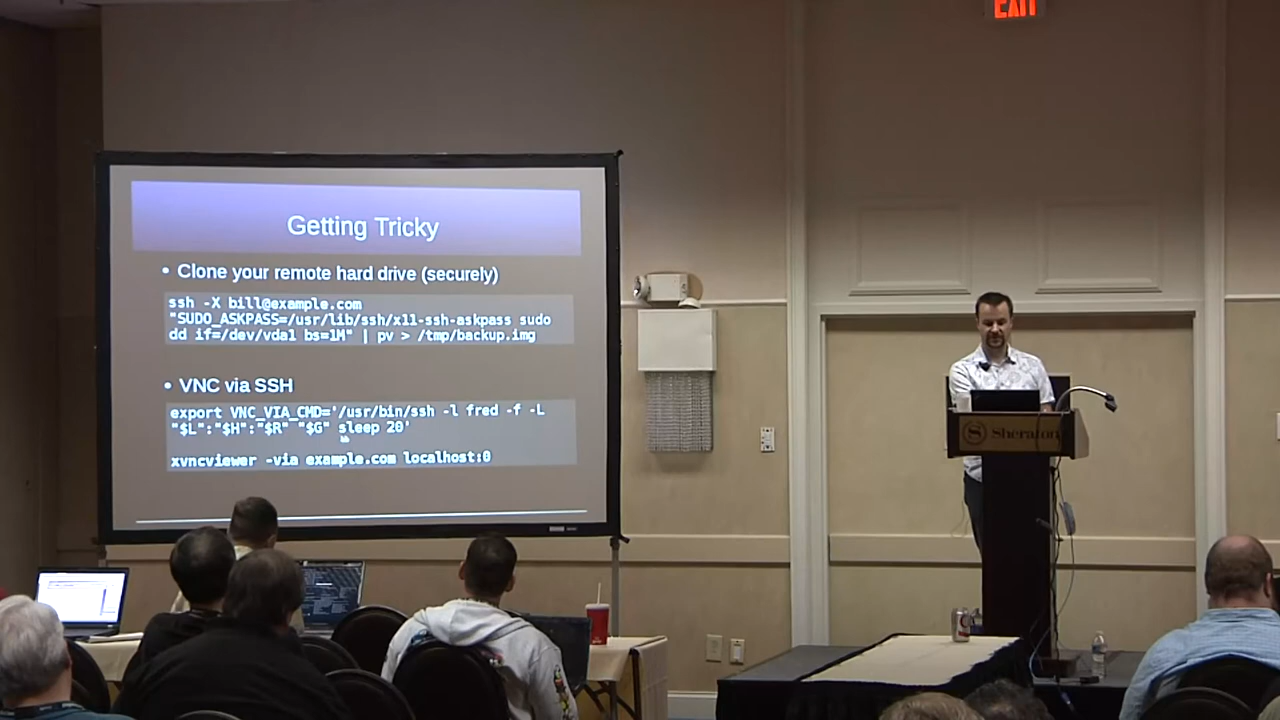 EXIT
Getting Tricky
• Clone your remote hard drive (securely)
ssh -X bill@example.com
"SUDO_ASKPASS=/usr/lib/ssh/x11-ssh-askpass sudo
dd if=/dev/vda1 bs=1M" | pv > /tmp/backup.img
• VNC via SSH
export VNC_VIA_CMD='/usr/bin/ssh -l fred -f -L
"$L":"$H":"$R" "$G" sleep 20'
xvncviewer -via example.com localhost:0
Sheraton